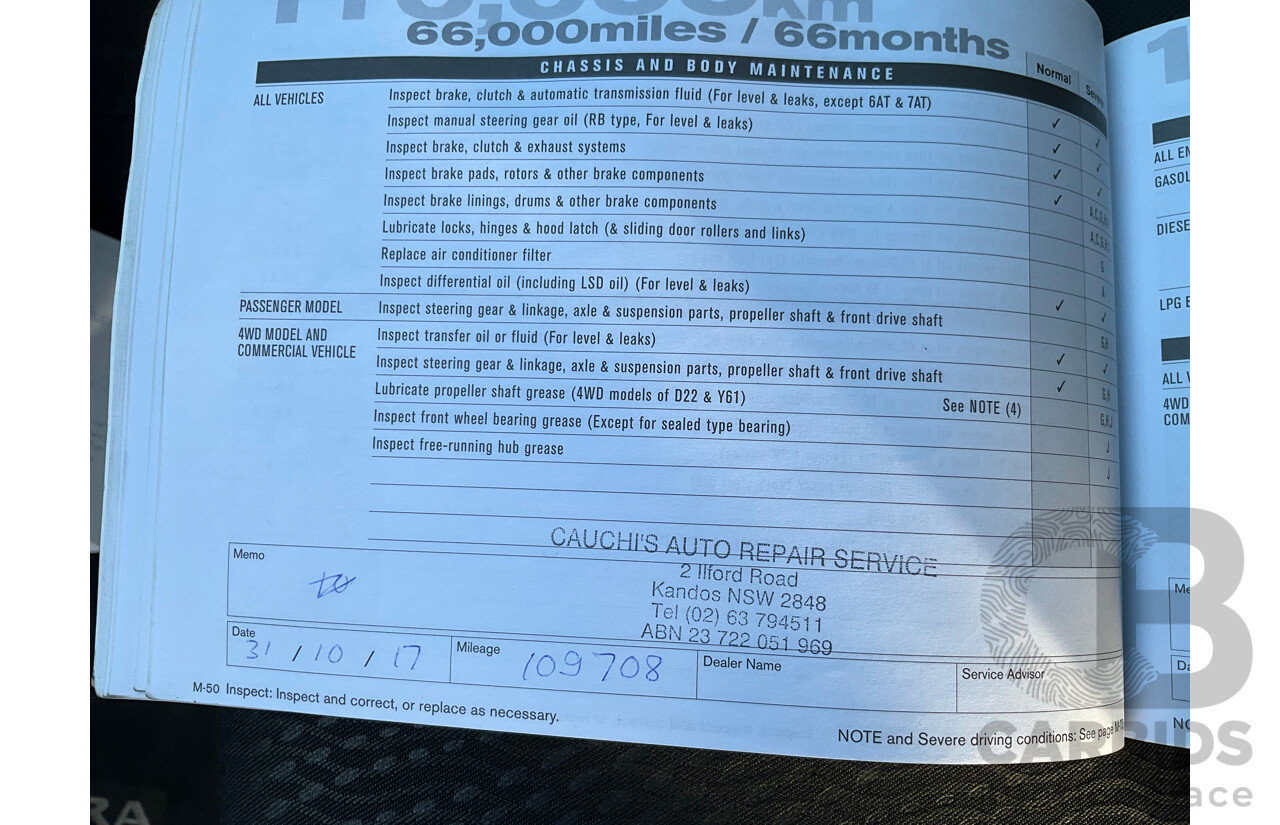 110,000km
66,000miles / 66months
CHASSIS AND BODY MAINTENANCE Normal
ALL VEHICLES Inspect brake, clutch & automatic transmission fluid (For level & leaks, except 6AT & 7AT) ✓ ✓
Inspect manual steering gear oil (RB type, For level & leaks) ✓ ✓
Inspect brake, clutch & exhaust systems ✓ ✓
Inspect brake pads, rotors & other brake components ✓
Inspect brake linings, drums & other brake components
Lubricate locks, hinges & hood latch (& sliding door rollers and links) G
Replace air conditioner filter A
Inspect differential oil (including LSD oil) (For level & leaks) ✓ ✓
PASSENGER MODEL Inspect steering gear & linkage, axle & suspension parts, propeller shaft & front drive shaft G,H
4WD MODEL AND
COMMERCIAL VEHICLE
Inspect transfer oil or fluid (For level & leaks) ✓ ✓
Inspect steering gear & linkage, axle & suspension parts, propeller shaft & front drive shaft ✓ G,H
Lubricate propeller shaft grease (4WD models of D22 & Y61) See NOTE (4) G,H,J
Inspect front wheel bearing grease (Except for sealed type bearing) J
Inspect free-running hub grease J
CAUCHI'S AUTO REPAIR SERVICE
2 Ilford Road
Kandos NSW 2848
Tel (02) 63 794511
ABN 23 722 051 969
Memo
Date
31 / 10 / 17
Mileage
109708
Dealer Name
Service Advisor
M-50 Inspect: Inspect and correct, or replace as necessary.
NOTE and Severe driving conditions: See page
ALL
LPG
ALL
4WD
COM
CARBIDS